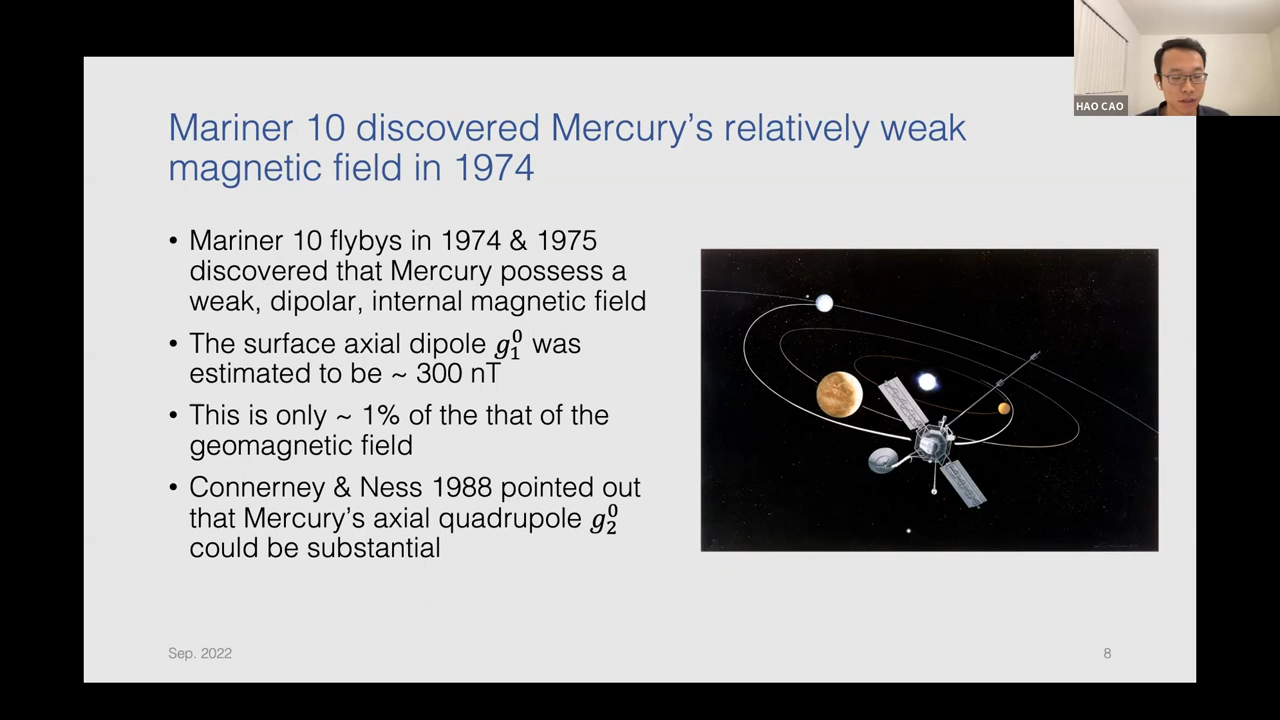 HAO CAO
Mariner 10 discovered Mercury’s relatively weak
magnetic field in 1974
• Mariner 10 flybys in 1974 & 1975
discovered that Mercury possess a
weak, dipolar, internal magnetic field
• The surface axial dipole g₁⁰ was
estimated to be ~ 300 nT
• This is only ~ 1% of the that of the
geomagnetic field
• Connerney & Ness 1988 pointed out
that Mercury’s axial quadrupole g₂⁰
could be substantial
Sep. 2022
8